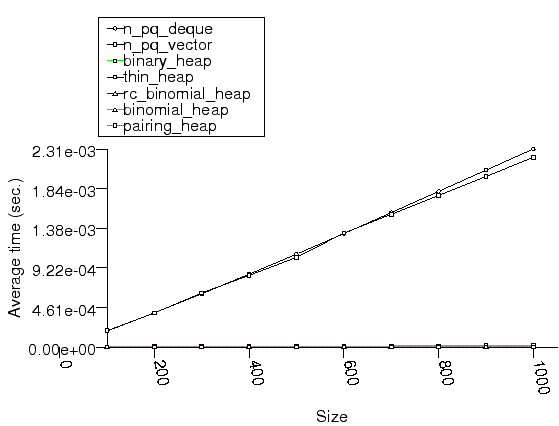 n_pq_deque
n_pq_vector
binary_heap
thin_heap
rc_binomial_heap
binomial_heap
pairing_heap
2.31e-03
1.84e-03
1.38e-03
9.22e-04
4.61e-04
0.00e+00
Average time (sec.)
0
200
400
600
800
1000
Size